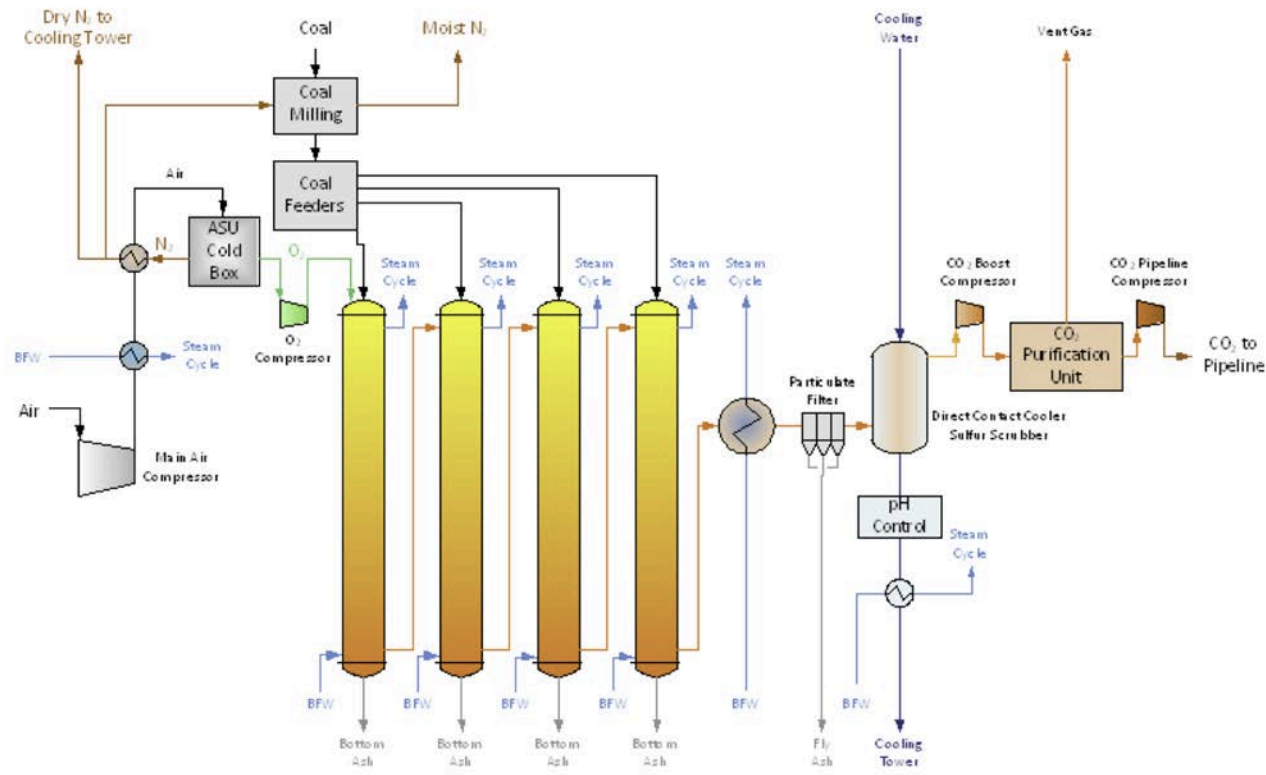 Dry N₂ to
Cooling Tower
Coal
Moist N₂
Cooling
Water
Vent Gas
Coal
Milling
Air
Coal
Feeders
N₂
ASU
Cold
Box
O₂
Steam
Cycle
Steam
Cycle
Steam
Cycle
Steam
Cycle
Steam
Cycle
CO₂ Boost
Compressor
CO₂ Pipeline
Compressor
O₂
Compressor
BFW
Steam
Cycle
CO₂
Purification
Unit
CO₂ to
Pipeline
Particulate
Filter
Air
Direct Contact Cooler
Sulfur Scrubber
Main Air
Compressor
pH
Control
Steam
Cycle
BFW
BFW
BFW
BFW
BFW
BFW
Bottom
Ash
Bottom
Ash
Bottom
Ash
Bottom
Ash
Fly
Ash
Cooling
Tower